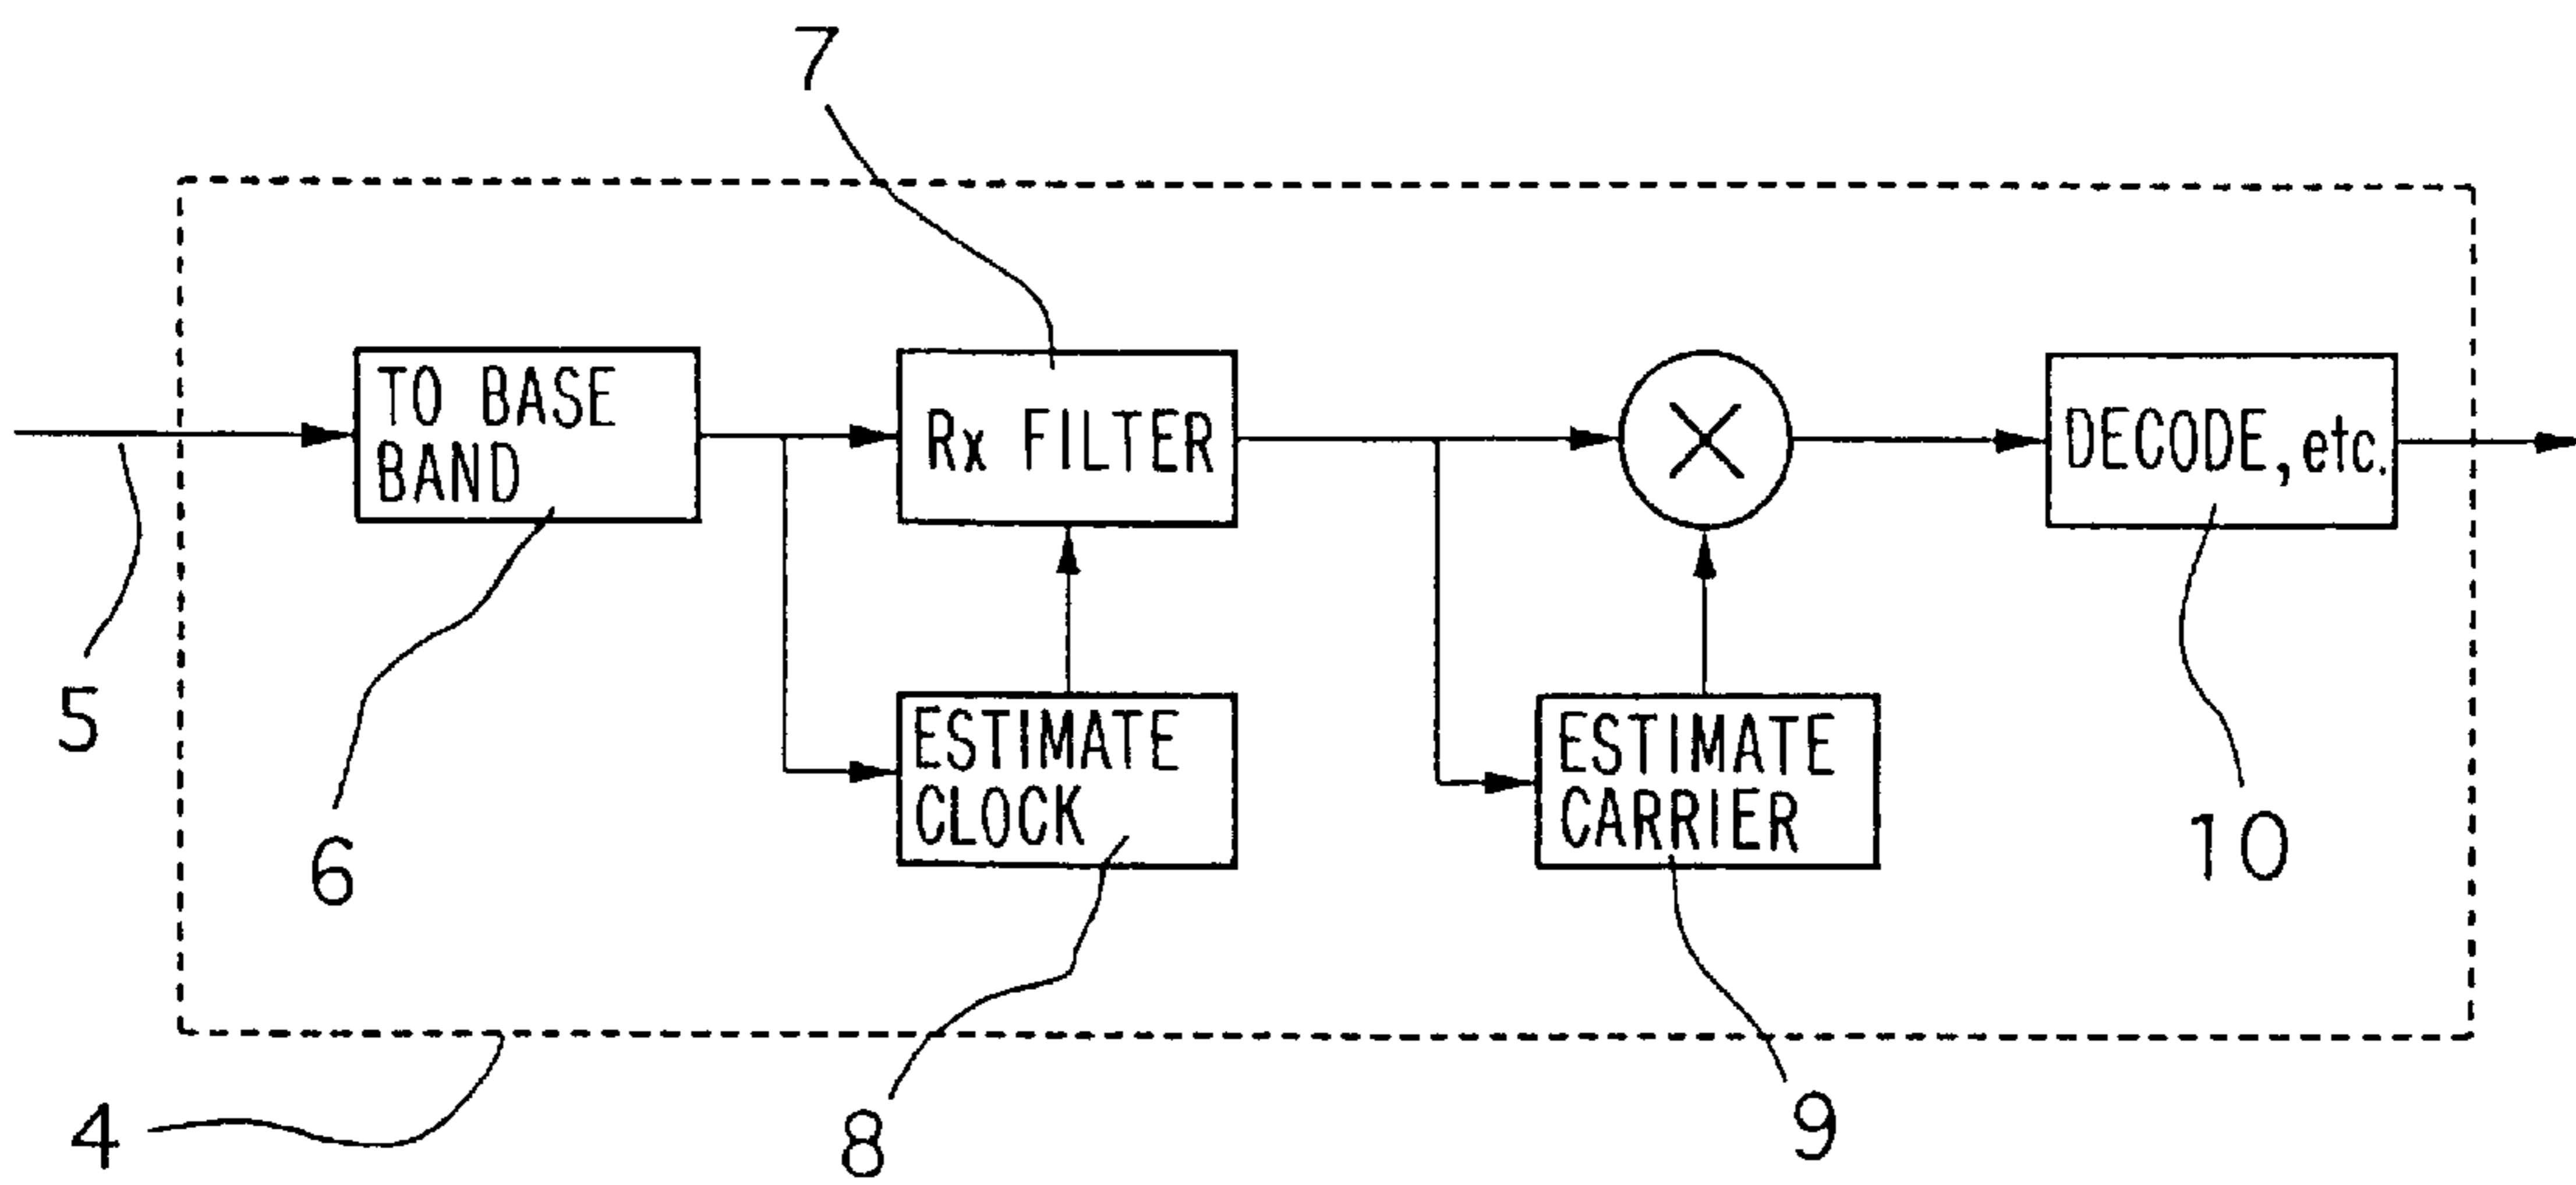 7
TO BASE
BAND
Rx FILTER
DECODE, etc.
5
6
ESTIMATE
CLOCK
ESTIMATE
CARRIER
10
4
8
9